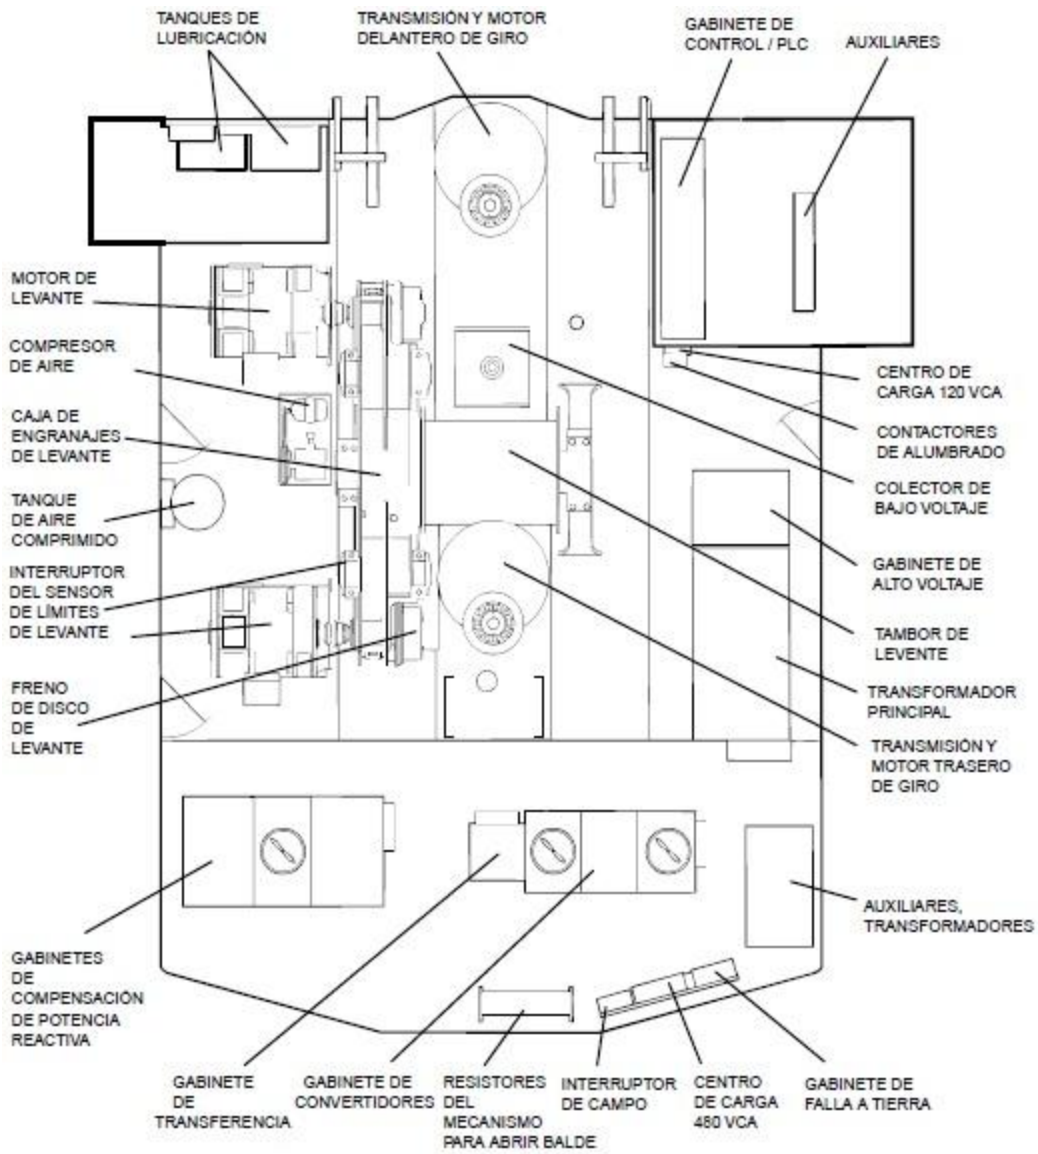 TANQUES DE
LUBRICACIÓN
TRANSMISIÓN Y MOTOR
DELANTERO DE GIRO
GABINETE DE
CONTROL / PLC
AUXILIARES
MOTOR DE
LEVANTE
COMPRESOR
DE AIRE
CAJA DE
ENGRANAJES
DE LEVANTE
TANQUE
DE AIRE
COMPRIMIDO
INTERRUPTOR
DEL SENSOR
DE LÍMITES
DE LEVANTE
FRENO
DE DISCO
DE
LEVANTE
CENTRO DE
CARGA 120 VCA
CONTACTORES
DE ALUMBRADO
COLECTOR DE
BAJO VOLTAJE
GABINETE DE
ALTO VOLTAJE
TAMBOR DE
LEVENTE
TRANSFORMADOR
PRINCIPAL
TRANSMISIÓN Y
MOTOR TRASERO
DE GIRO
AUXILIARES,
TRANSFORMADORES
GABINETES
DE
COMPENSACIÓN
DE POTENCIA
REACTIVA
GABINETE
DE
TRANSFERENCIA
GABINETE DE
CONVERTIDORES
RESISTORES
DEL
MECANISMO
PARA ABRIR BALDE
INTERRUPTOR
DE CAMPO
CENTRO
DE CARGA
480 VCA
GABINETE DE
FALLA A TIERRA